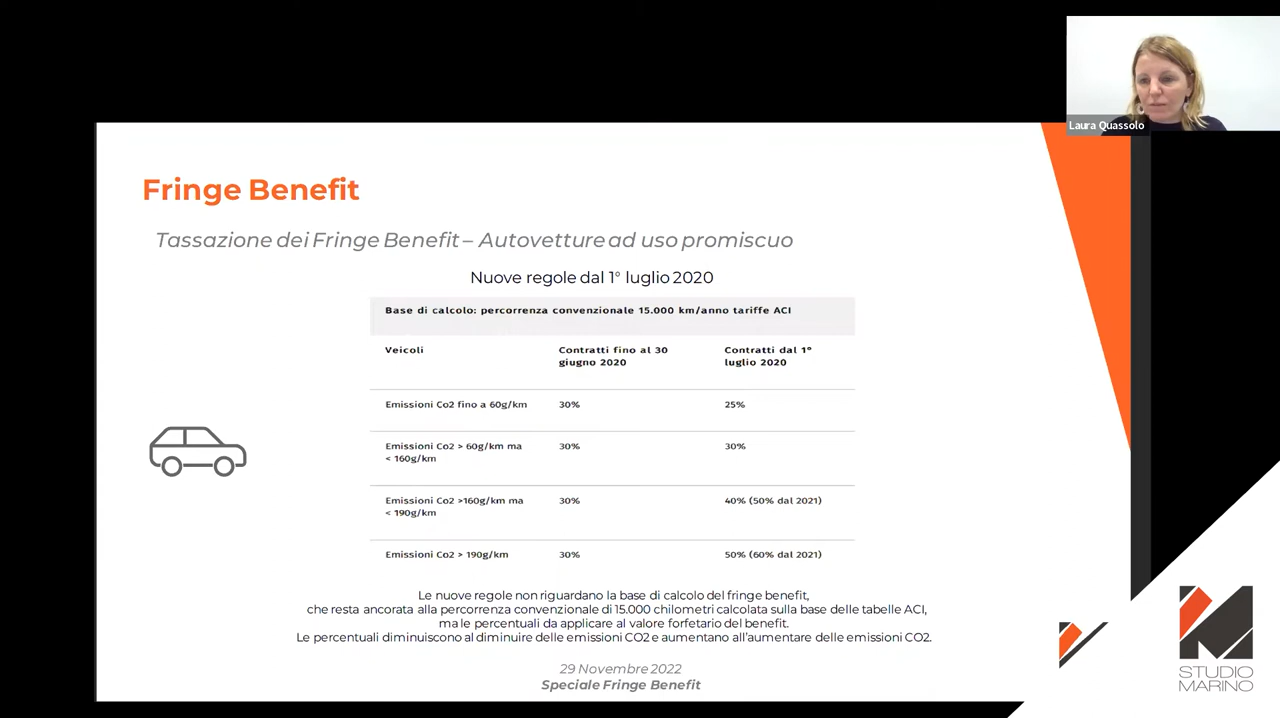 Laura Quassolo
Fringe Benefit
Tassazione dei Fringe Benefit – Autovetture ad uso promiscuo
Nuove regole dal 1° luglio 2020
Base di calcolo: percorrenza convenzionale 15.000 km/anno tariffe ACI
Veicoli
Contratti fino al 30
giugno 2020
Contratti dal 1°
luglio 2020
Emissioni Co2 fino a 60g/km
30%
25%
Emissioni Co2 > 60g/km ma
< 160g/km
30%
30%
Emissioni Co2 >160g/km ma
< 190g/km
30%
40% (50% dal 2021)
Emissioni Co2 > 190g/km
30%
50% (60% dal 2021)
Le nuove regole non riguardano la base di calcolo del fringe benefit,
che resta ancorata alla percorrenza convenzionale di 15.000 chilometri calcolata sulla base delle tabelle ACI,
ma le percentuali da applicare al valore forfetario del benefit.
Le percentuali diminuiscono al diminuire delle emissioni CO2 e aumentano all'aumentare delle emissioni CO2.
29 Novembre 2022
Speciale Fringe Benefit
STUDIO
MARINO